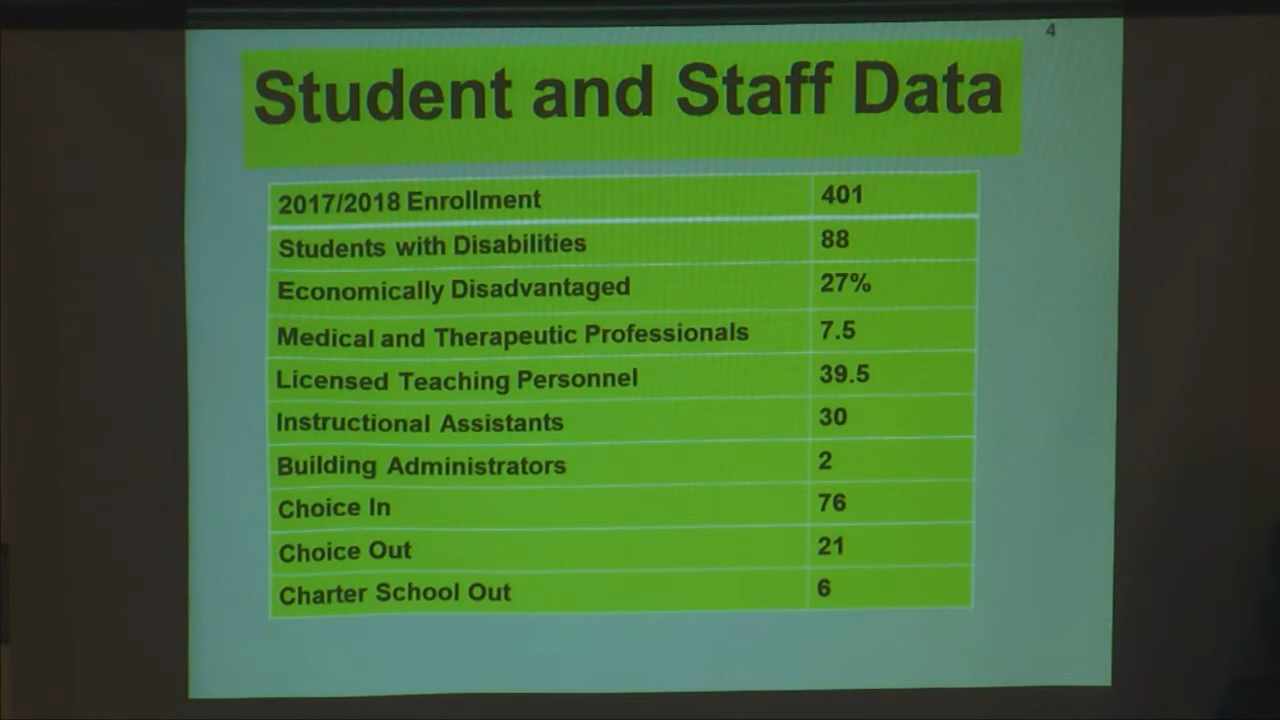 4
Student and Staff Data
2017/2018 Enrollment 401
Students with Disabilities 88
Economically Disadvantaged 27%
Medical and Therapeutic Professionals 7.5
Licensed Teaching Personnel 39.5
Instructional Assistants 30
Building Administrators 2
Choice In 76
Choice Out 21
Charter School Out 6